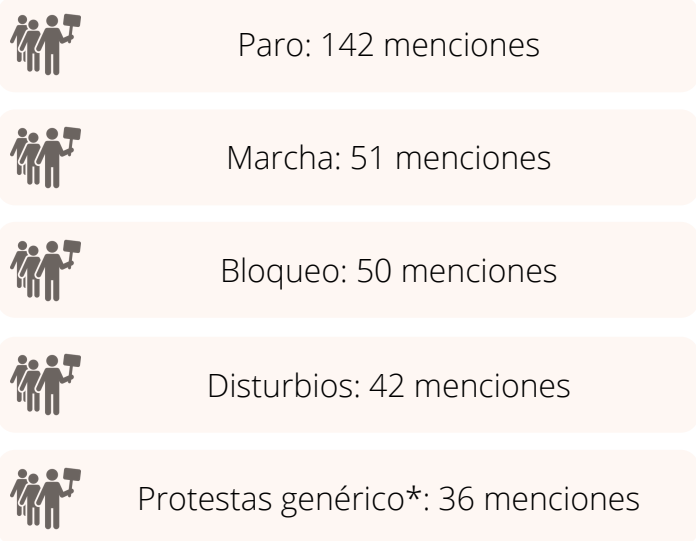 Paro: 142 menciones
Marcha: 51 menciones
Bloqueo: 50 menciones
Disturbios: 42 menciones
Protestas genérico*: 36 menciones